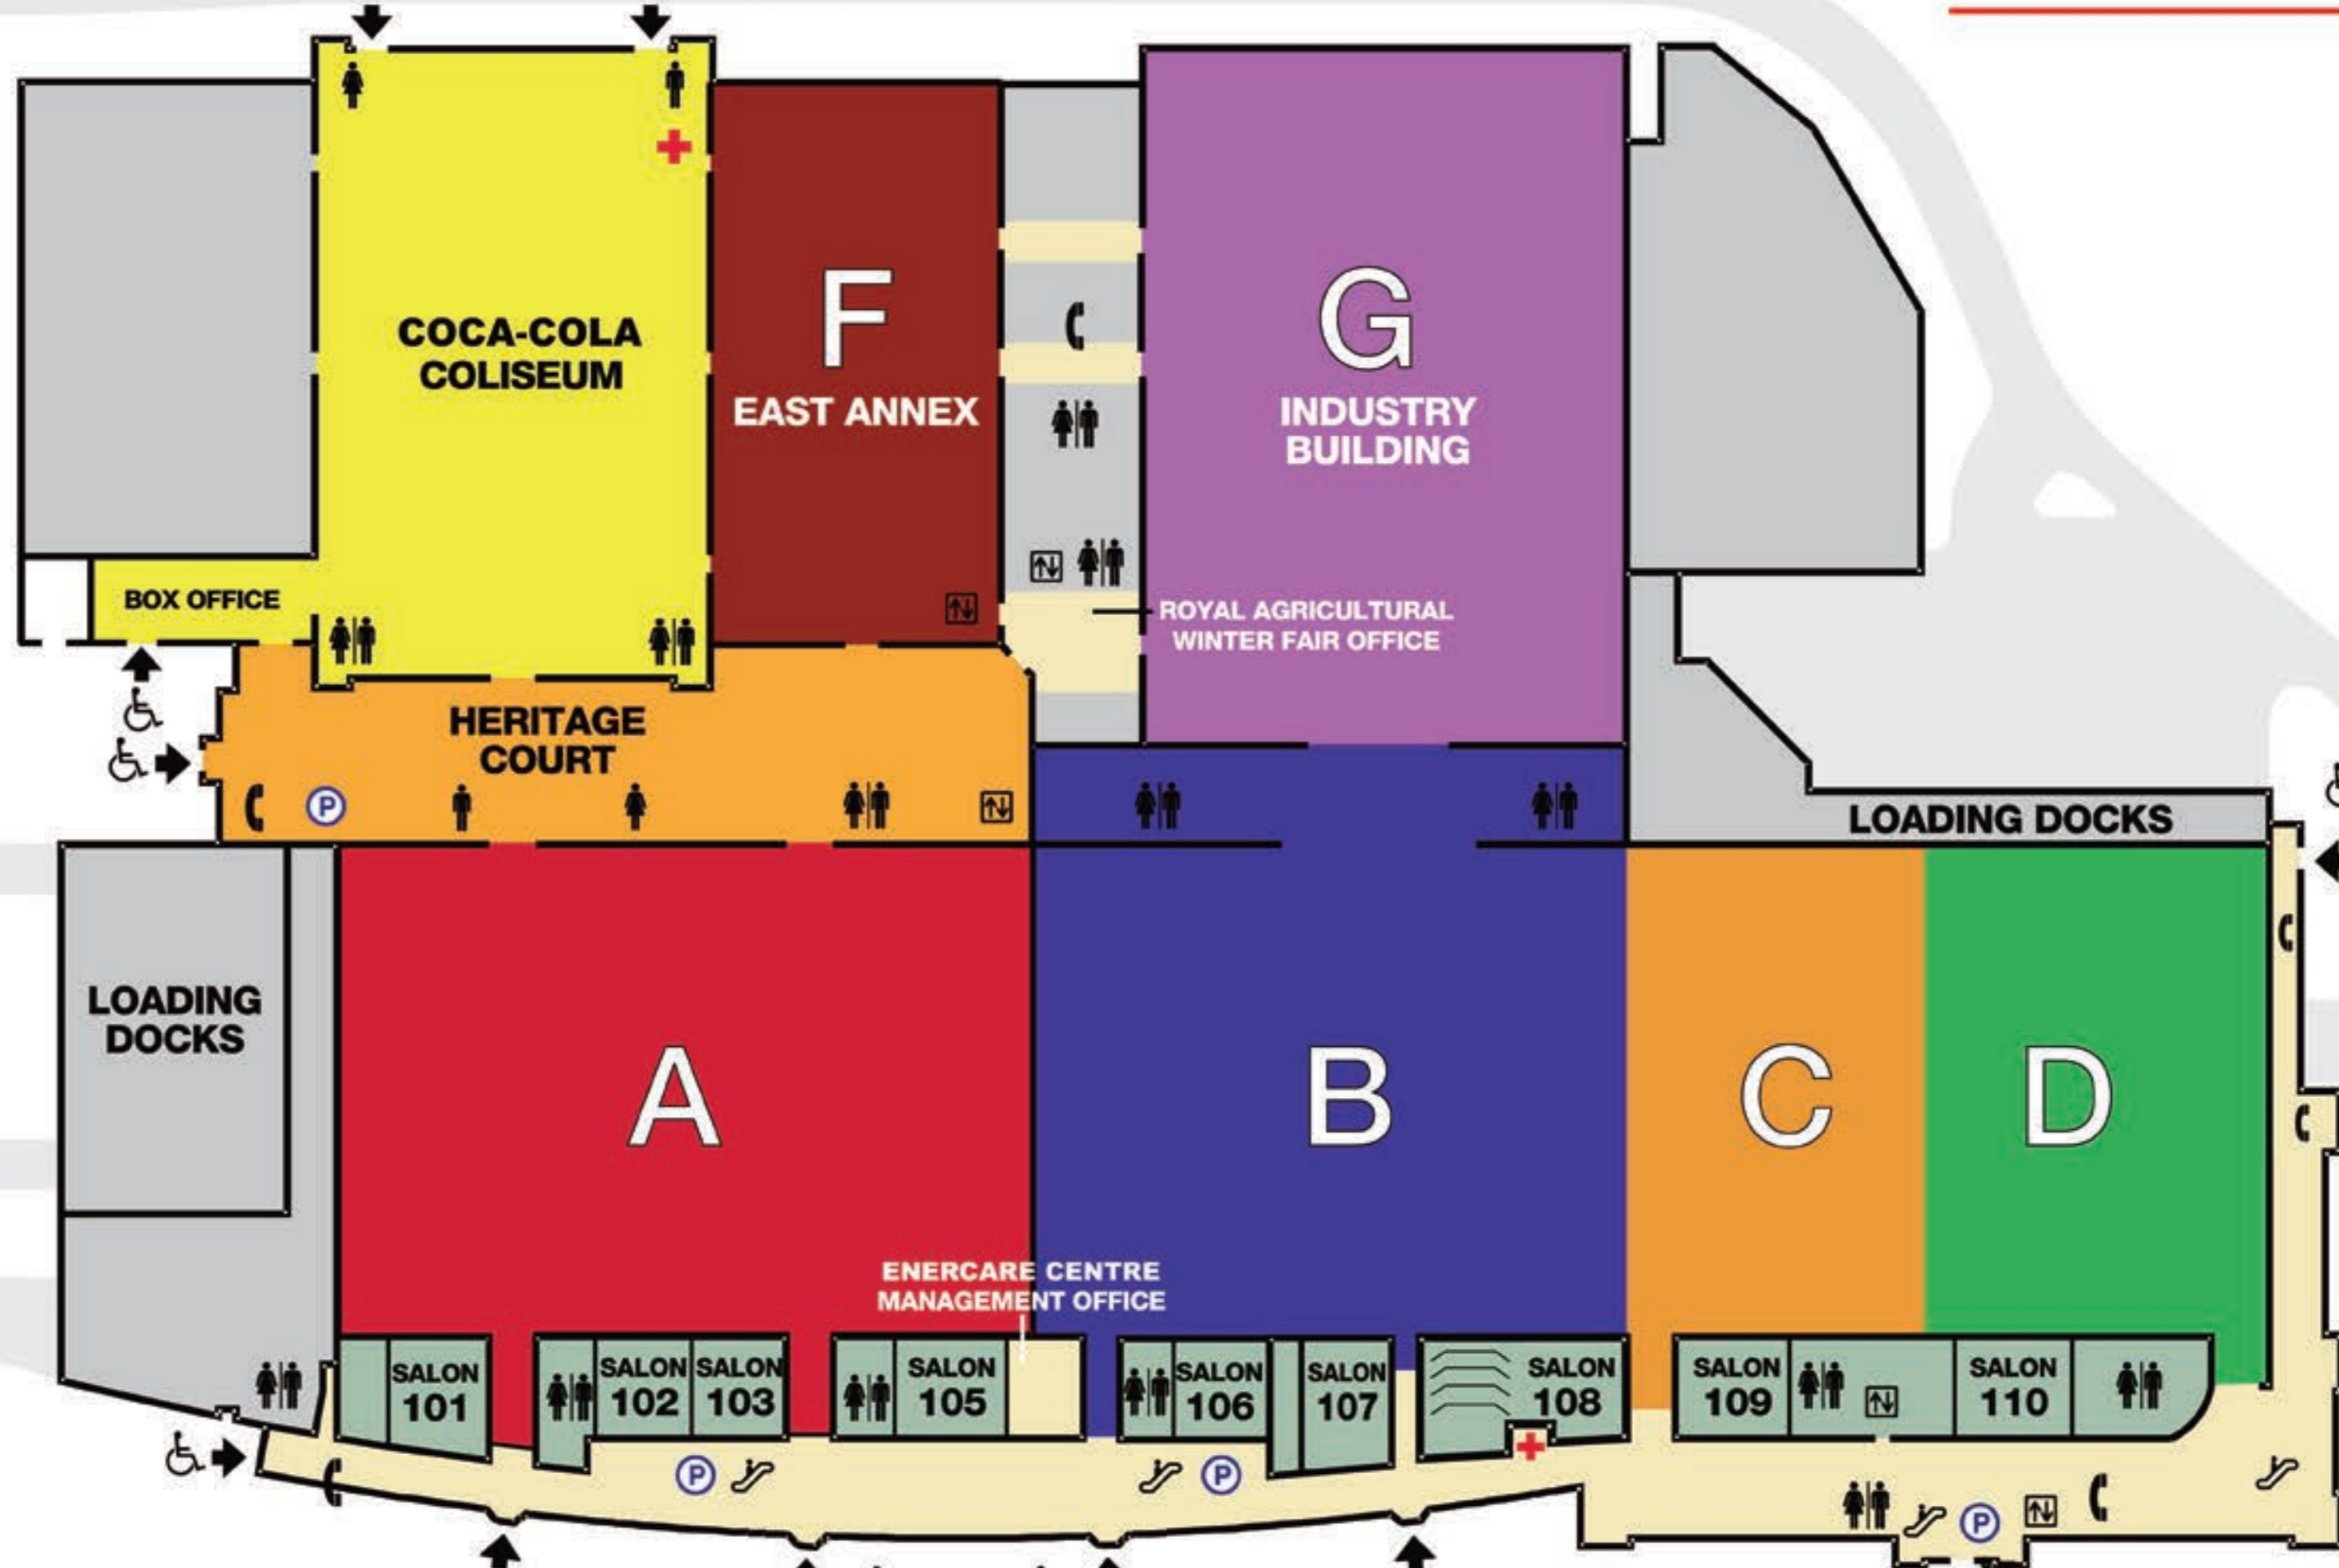 COCA-COLA
COLISEUM
F
EAST ANNEX
G
INDUSTRY
BUILDING
BOX OFFICE
ROYAL AGRICULTURAL
WINTER FAIR OFFICE
HERITAGE
COURT
P
LOADING DOCKS
LOADING
DOCKS
A
B
C
D
ENERCARE CENTRE
MANAGEMENT OFFICE
SALON
101
SALON
102
SALON
103
SALON
105
SALON
106
SALON
107
SALON
108
SALON
109
SALON
110
P
P
P